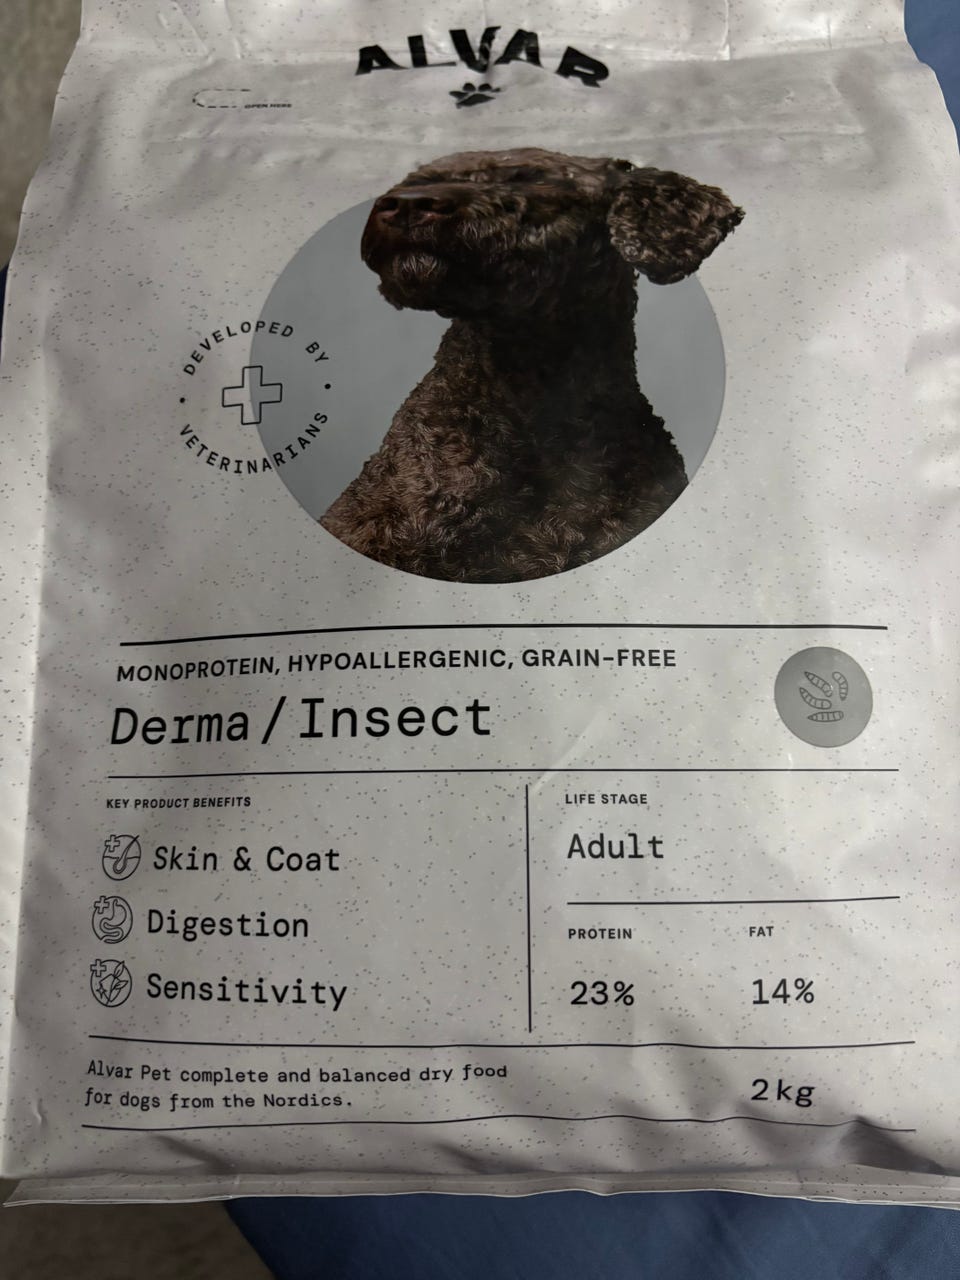 ALVAR
OPEN HERE
DEVELOPED BY
VETERINARIANS
MONOPROTEIN, HYPOALLERGENIC, GRAIN-FREE
Derma / Insect
KEY PRODUCT BENEFITS
Skin & Coat
Digestion
Sensitivity
LIFE STAGE
Adult
PROTEIN FAT
23% 14%
Alvar Pet complete and balanced dry food
for dogs from the Nordics.
2kg